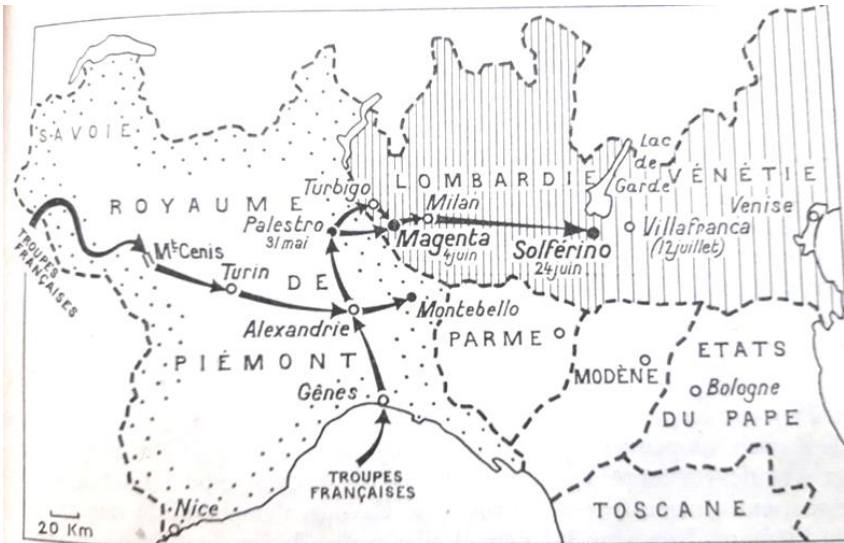 SAVOIE
TROUPES
FRANÇAISES
ROYAUME
DE
PIÉMONT
Mt Cenis
Turin
Alexandrie
Gênes
TROUPES
FRANÇAISES
Nice
20 Km
Palestro
31 mai
Turbigo
Magenta
4 juin
Milan
Montebello
LOMBARDIE
Lac
de
Garde
VÉNÉTIE
Venise
Villafranca
(12 juillet)
Solférino
24 juin
PARME
MODÈNE
ETATS
Bologne
DU PAPE
TOSCANE